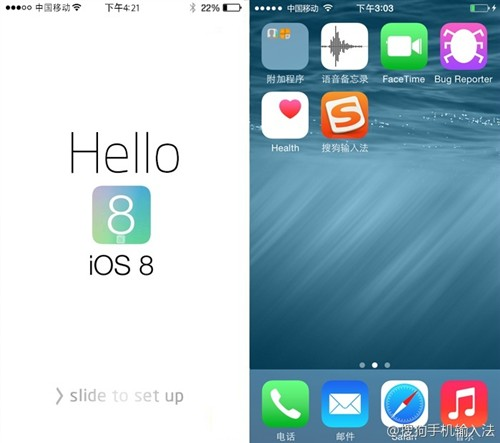 中国移动 下午4:21 22%
Hello
8
iOS 8
slide to set up
中国移动 下午3:03
附加程序 语音备忘录 FaceTime Bug Reporter
S
Health 搜狗输入法
电话 邮件 Safari 音乐
@搜狗手机输入法